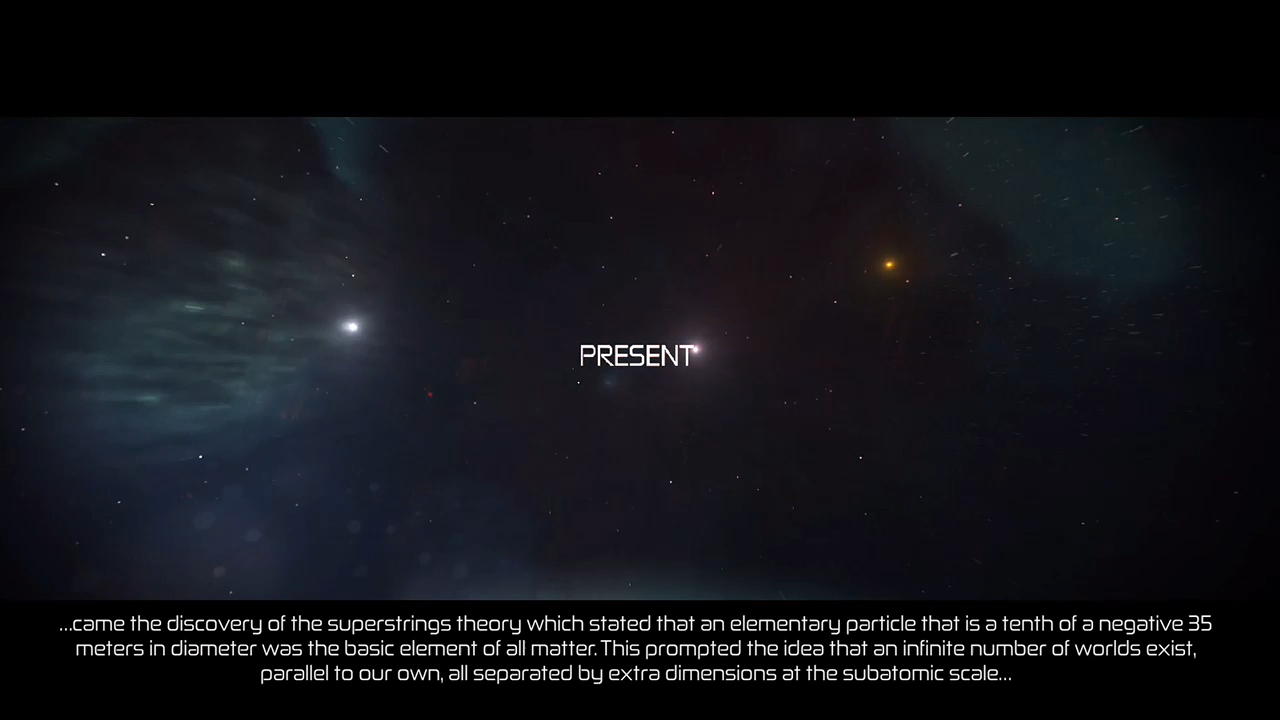 PRESENT
...came the discovery of the superstrings theory which stated that an elementary particle that is a tenth of a negative 35
meters in diameter was the basic element of all matter. This prompted the idea that an infinite number of worlds exist,
parallel to our own, all separated by extra dimensions at the subatomic scale...